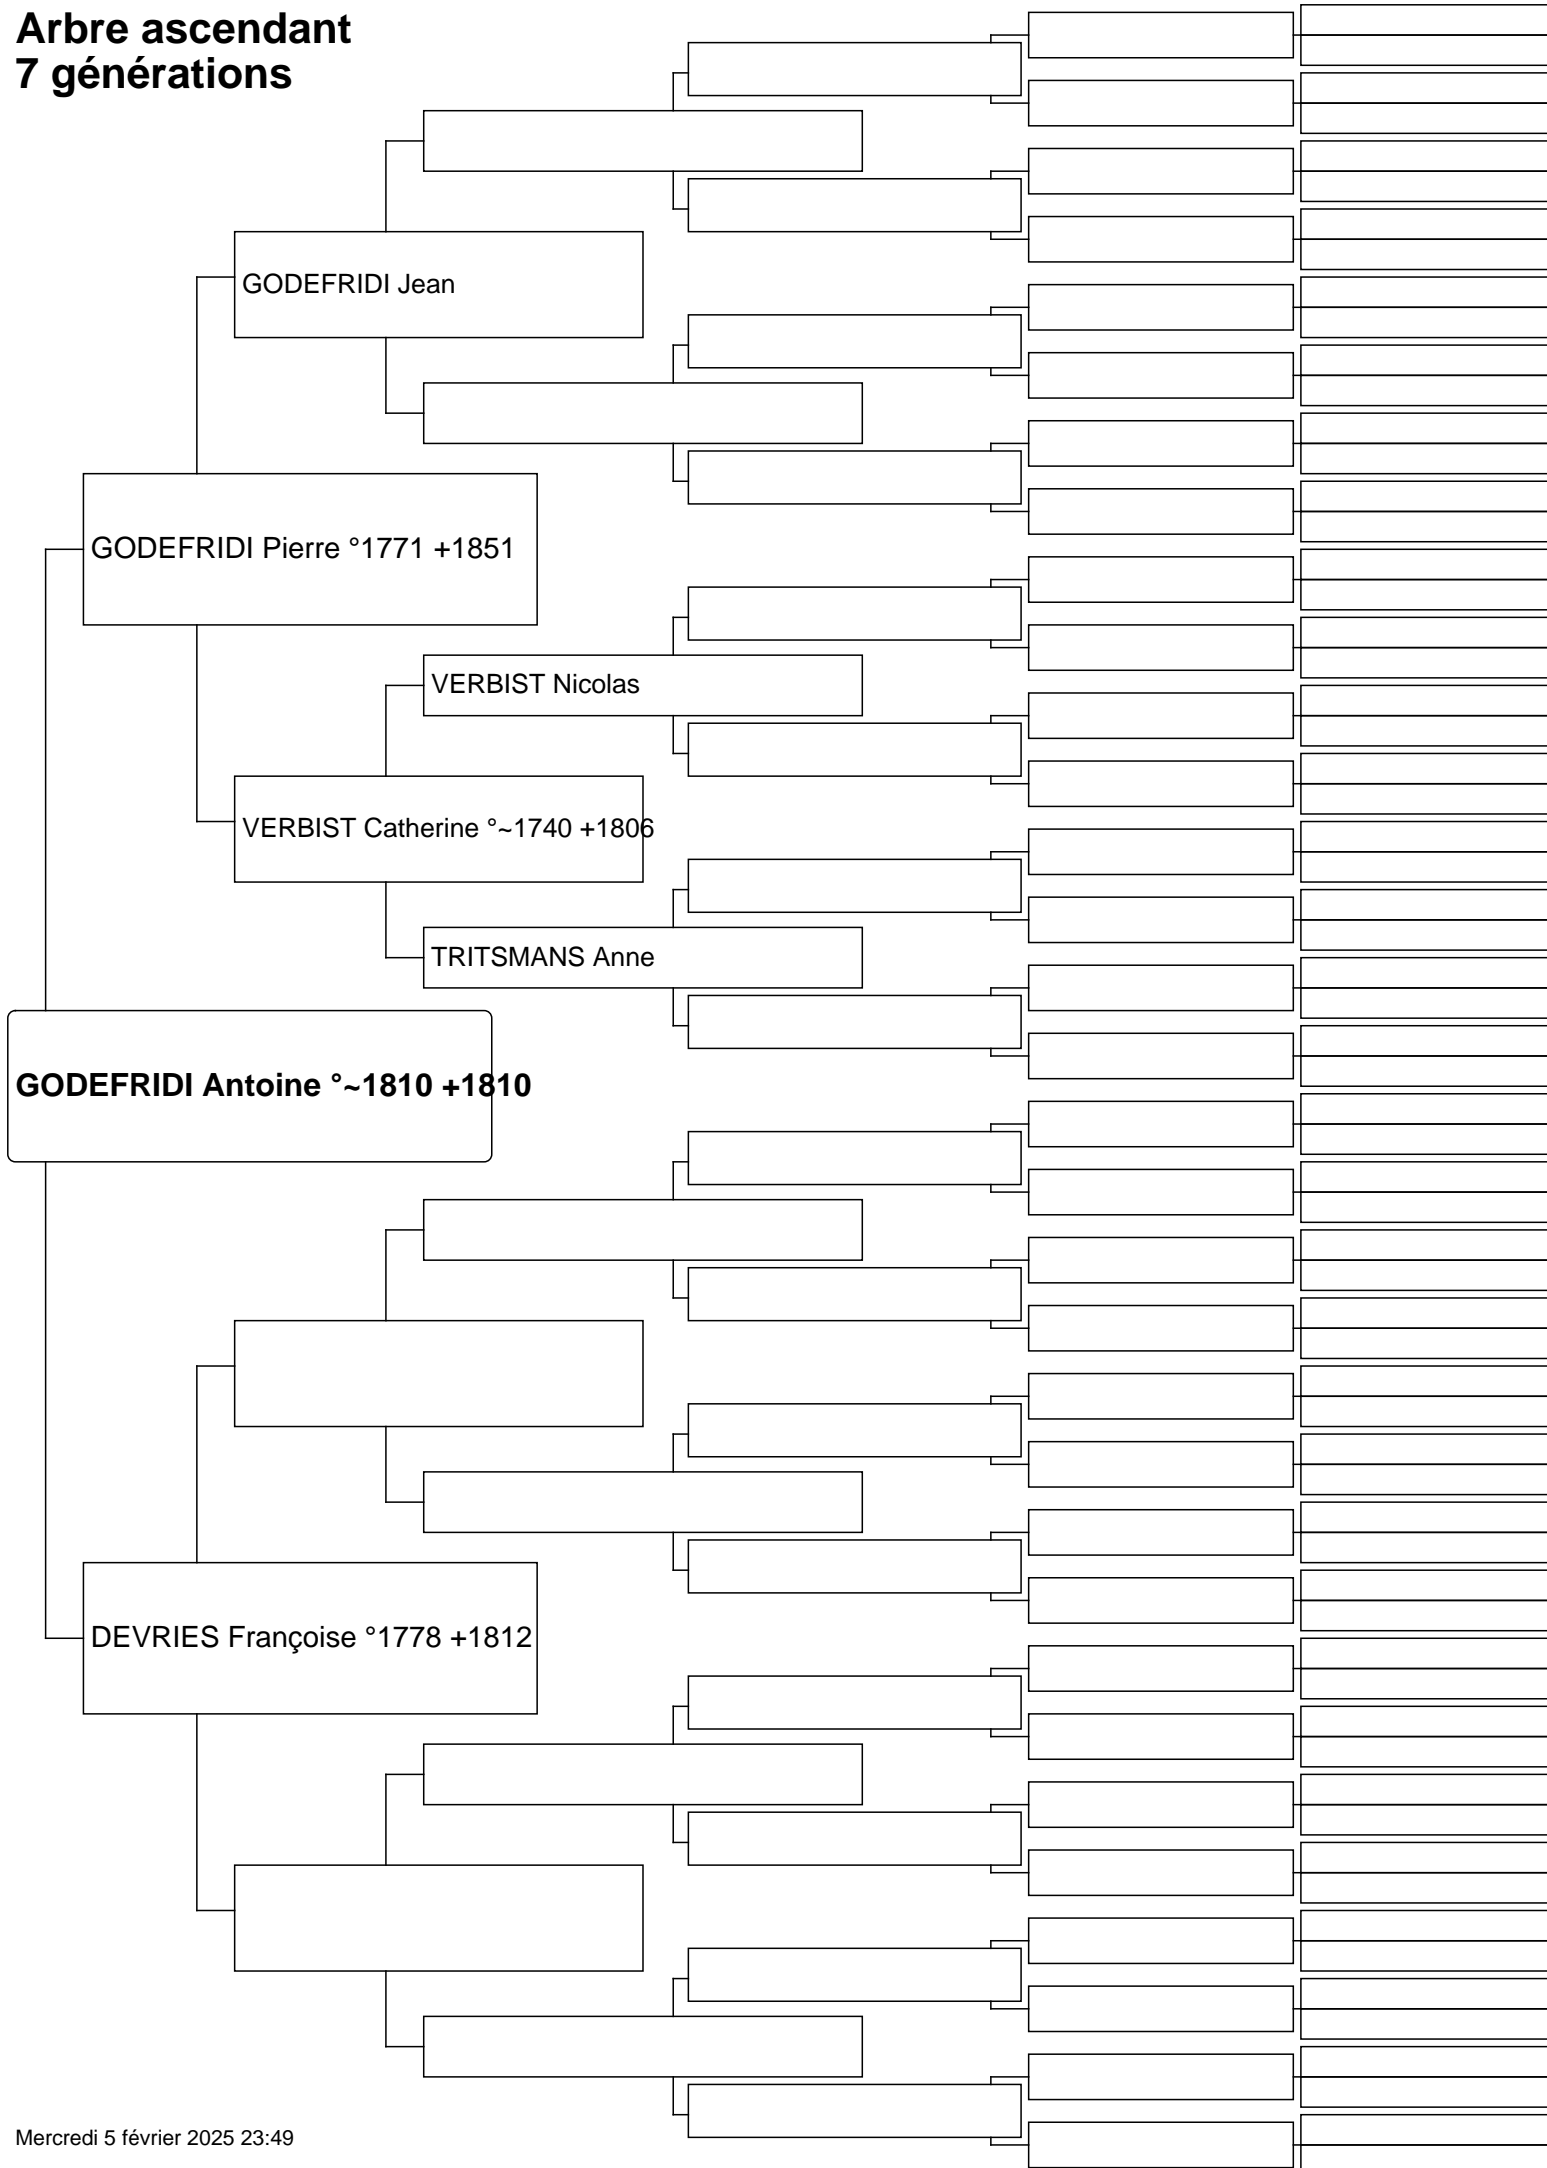 Arbre ascendant
7 générations
GODEFRIDI Jean
GODEFRIDI Pierre °1771 +1851
VERBIST Nicolas
VERBIST Catherine °~1740 +1806
TRITSMANS Anne
GODEFRIDI Antoine °~1810 +1810
DEVRIES Françoise °1778 +1812
Mercredi 5 février 2025 23:49